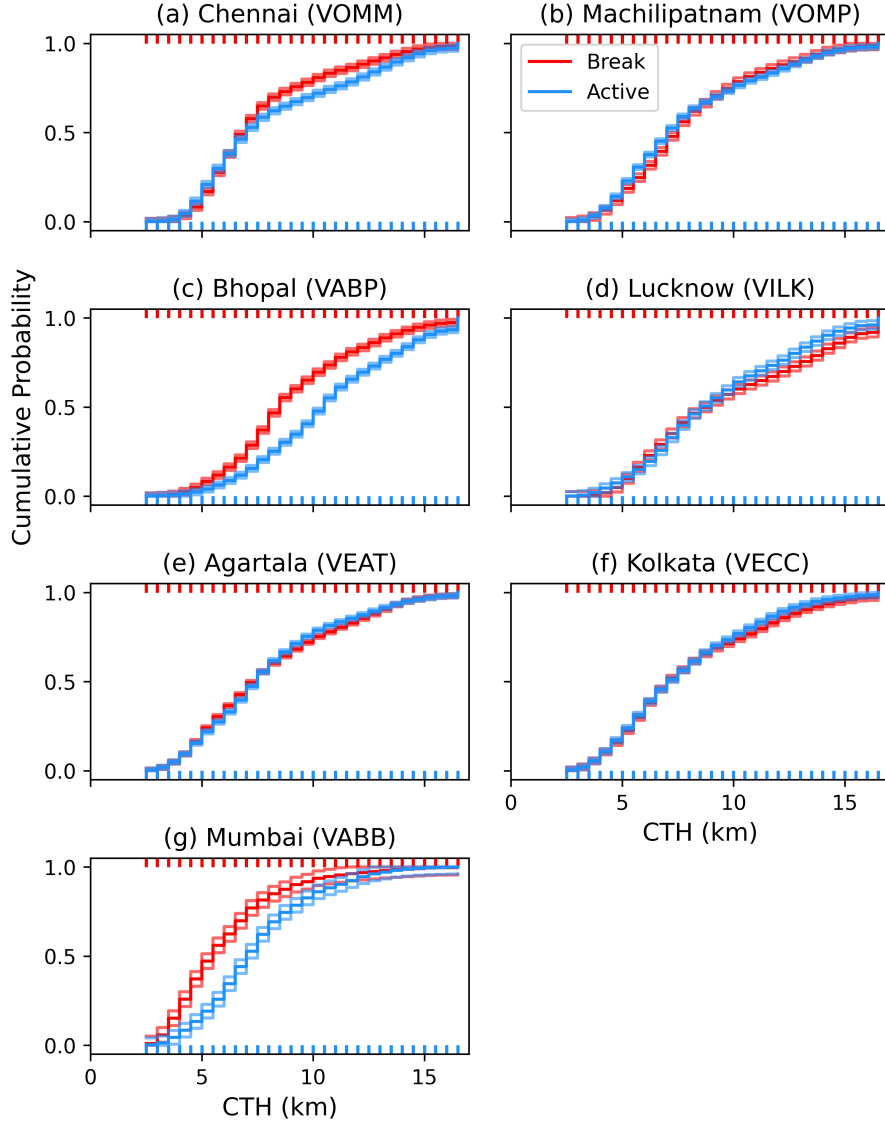 (a) Chennai (VOMM)
(b) Machilipatnam (VOMP)
1.0
0.5
0.0
Break
Active
(c) Bhopal (VABP)
(d) Lucknow (VILK)
1.0
0.5
0.0
Cumulative Probability
(e) Agartala (VEAT)
(f) Kolkata (VECC)
1.0
0.5
0.0
0 5 10 15
CTH (km)
(g) Mumbai (VABB)
1.0
0.5
0.0
0 5 10 15
CTH (km)